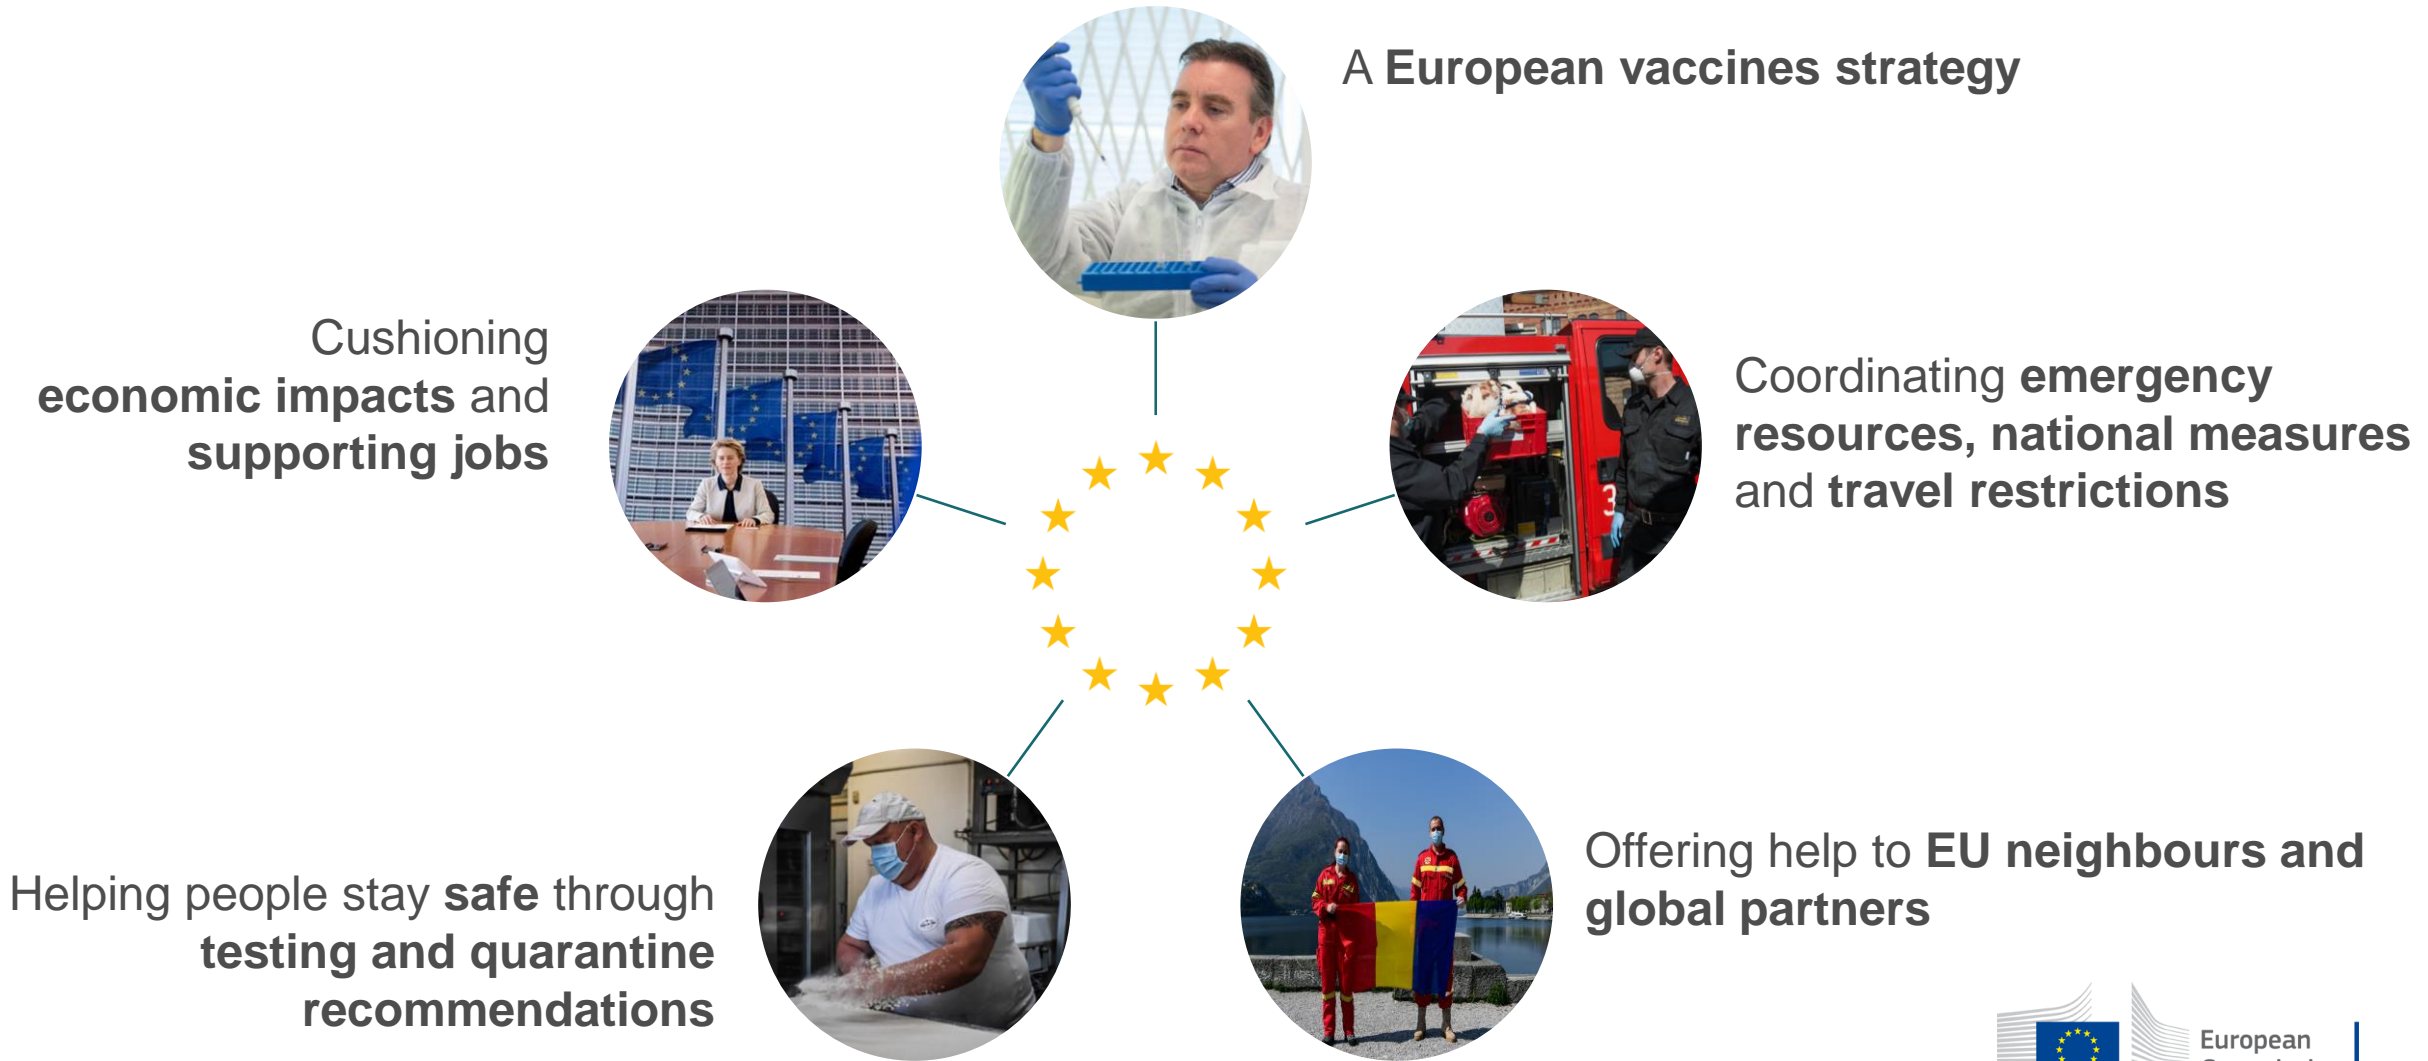 A European vaccines strategy
Cushioning
economic impacts and
supporting jobs
Coordinating emergency
resources, national measures
and travel restrictions
3
Helping people stay safe through
testing and quarantine
recommendations
Offering help to EU neighbours and
global partners
European